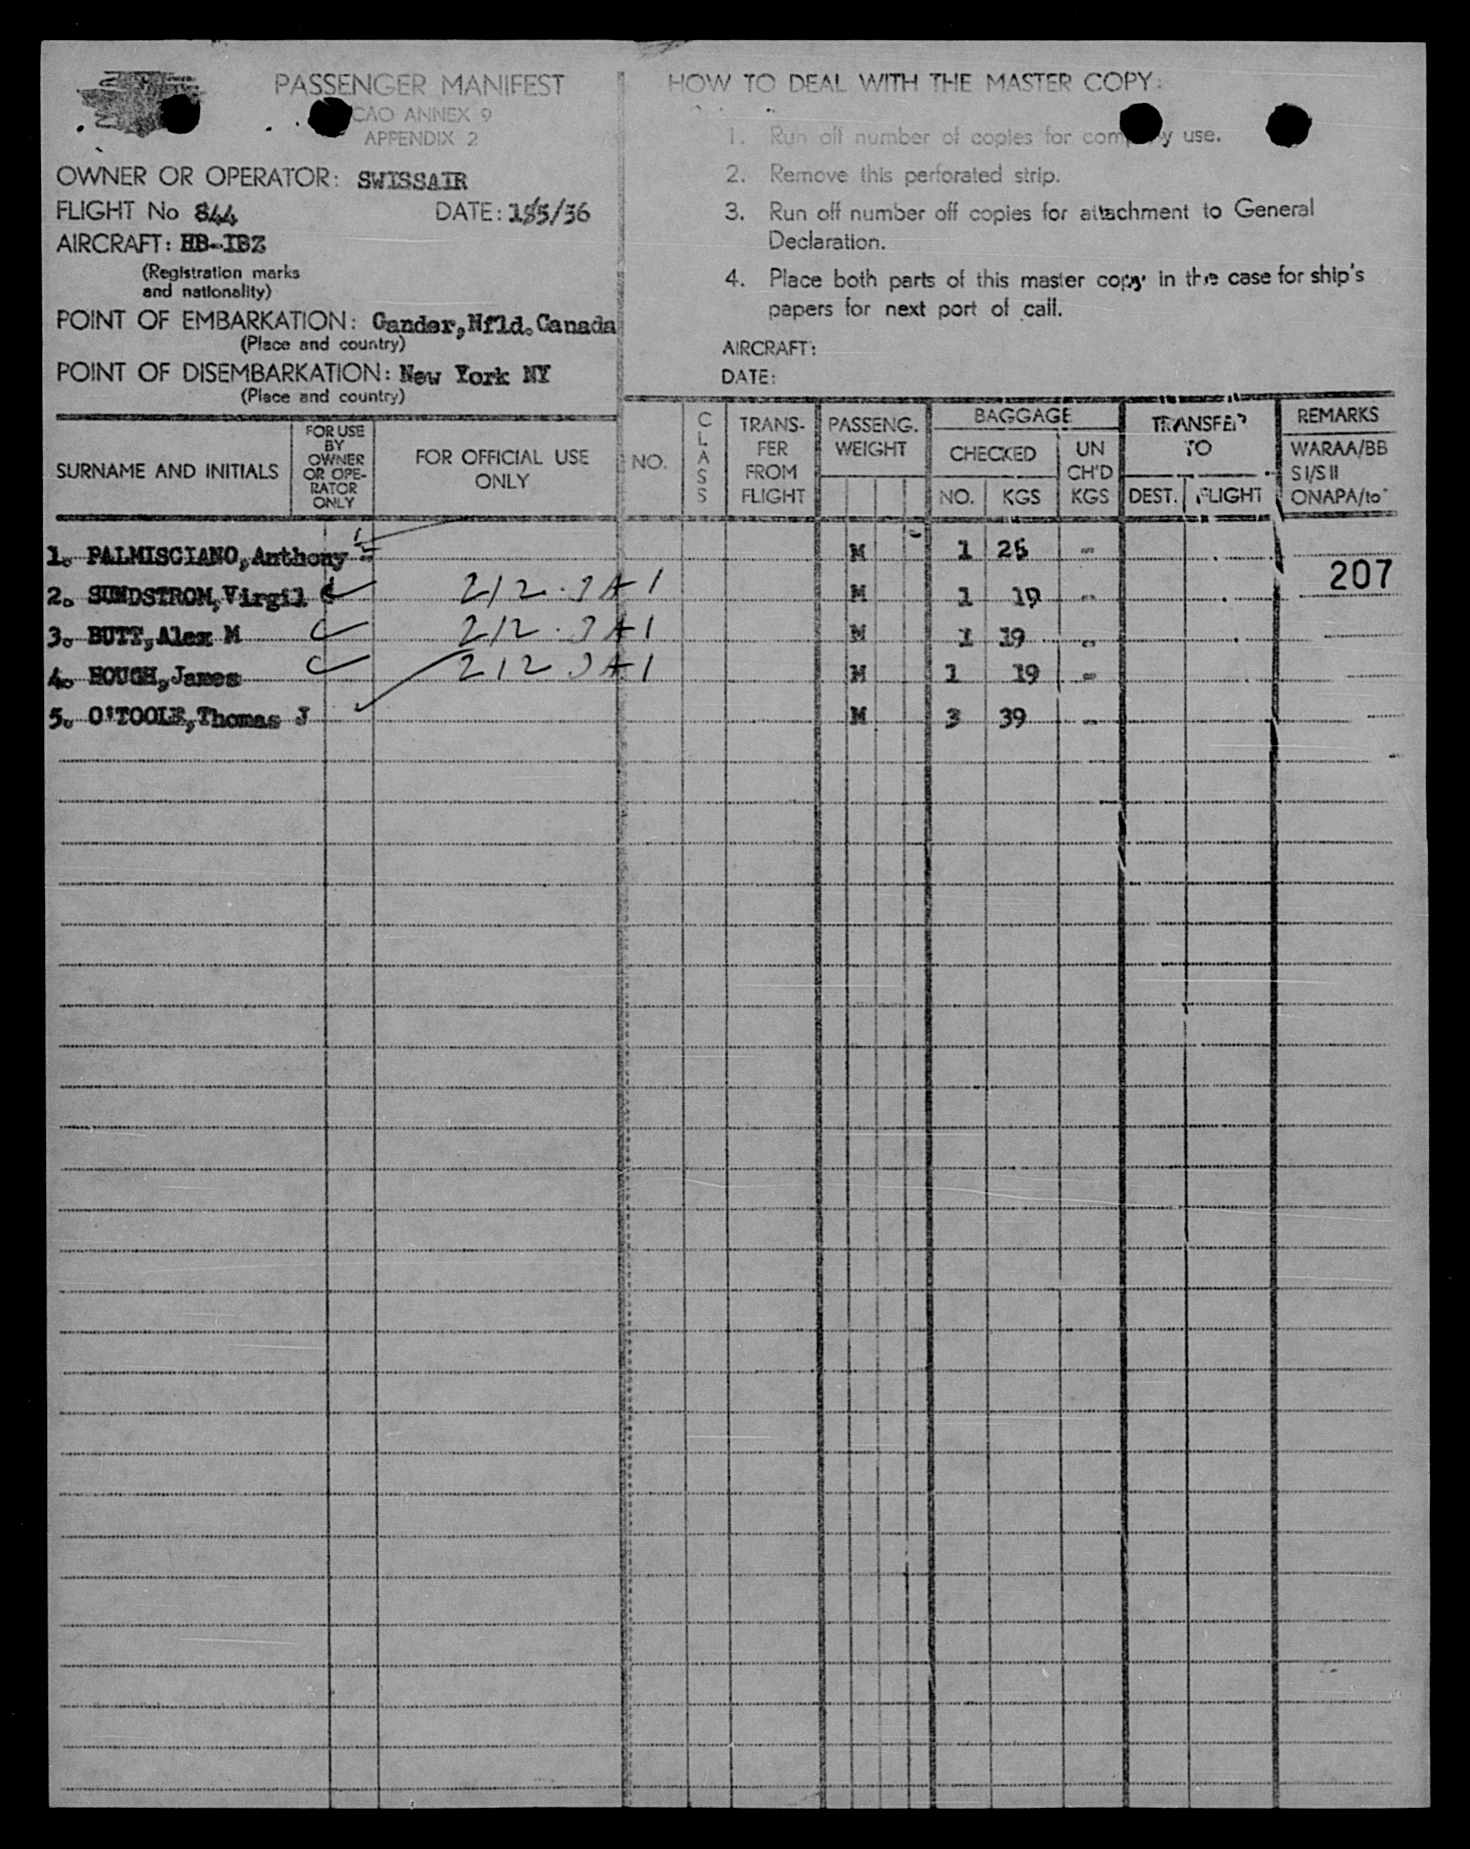 PASSENGER MANIFEST
CAO ANNEX 9
APPENDIX 2
OWNER OR OPERATOR: SWISSAIR
FLIGHT No 844 DATE: 1/5/56
AIRCRAFT: HB-IBZ
(Registration marks
and nationality)
POINT OF EMBARKATION: Gander, Nfld. Canada
(Place and country)
POINT OF DISEMBARKATION: New York NY
(Place and country)
HOW TO DEAL WITH THE MASTER COPY:
1. Run off number of copies for company use.
2. Remove this perforated strip.
3. Run off number off copies for attachment to General
Declaration.
4. Place both parts of this master copy in the case for ship's
papers for next port of call.
AIRCRAFT:
DATE:
SURNAME AND INITIALS
FOR USE
BY
OWNER
OR OPE-
RATOR
ONLY
FOR OFFICIAL USE
ONLY
NO.
CLASS
TRANS-
FER
FROM
FLIGHT
PASSENG.
WEIGHT
BAGGAGE
CHECKED
NO. KGS
UN
CH'D
KGS
TRANSFER
TO
DEST. FLIGHT
REMARKS
WARAA/BB
SI/SII
ONAPA/to
1. PALMISCIANO, Anthony M 1 25 -
207
2. SUNDSTROM, Virgil 212.3A1 M 1 19 -
3. BUTT, Alex M 212.3A1 M 1 19 -
4. HOUGH, James 212 3A1 M 1 19 -
5. O'TOOLE, Thomas J M 3 39 -